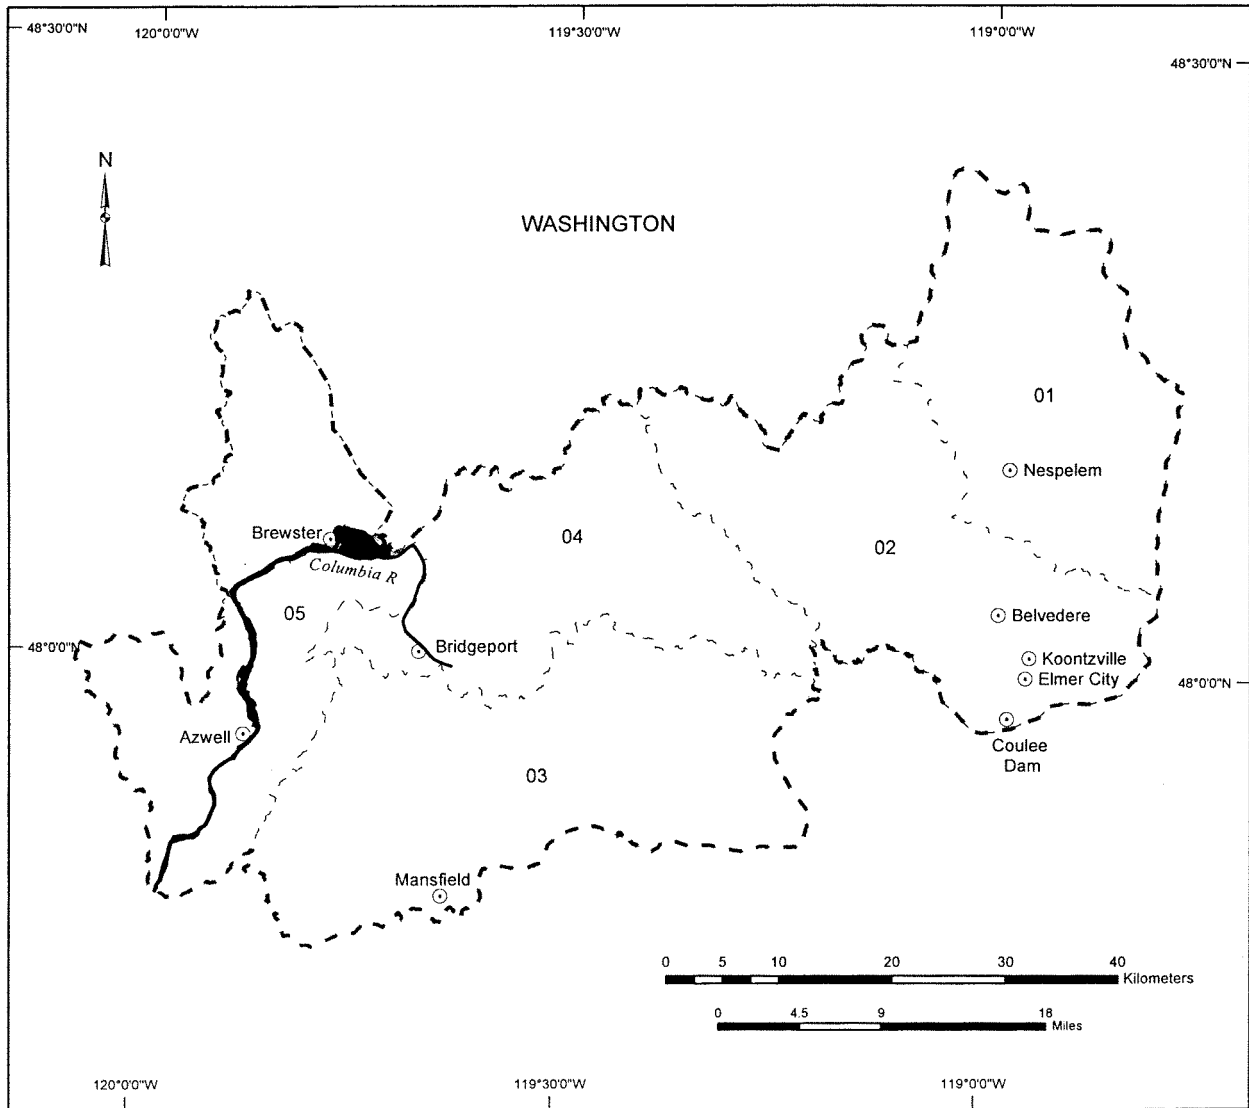 48°30'0"N
120°0'0"W
119°30'0"W
119°0'0"W
48°30'0"N
N
WASHINGTON
01
Nespelem
Brewster
04
02
Columbia R
05
Belvedere
Bridgeport
48°0'0"N
Koontzville
Elmer City
48°0'0"N
Azwell
Coulee
Dam
03
Mansfield
0 5 10 20 30 40
Kilometers
0 4.5 9 18
Miles
120°0'0"W
119°30'0"W
119°0'0"W